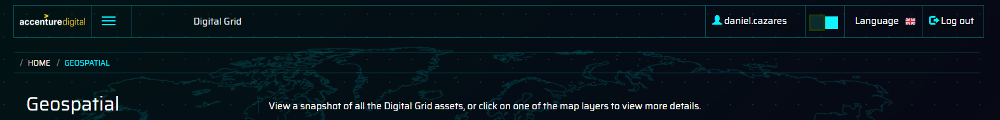 accenturedigital
Digital Grid
daniel.cazares
Language
Log out
/ HOME / GEOSPATIAL
Geospatial
View a snapshot of all the Digital Grid assets, or click on one of the map layers to view more details.